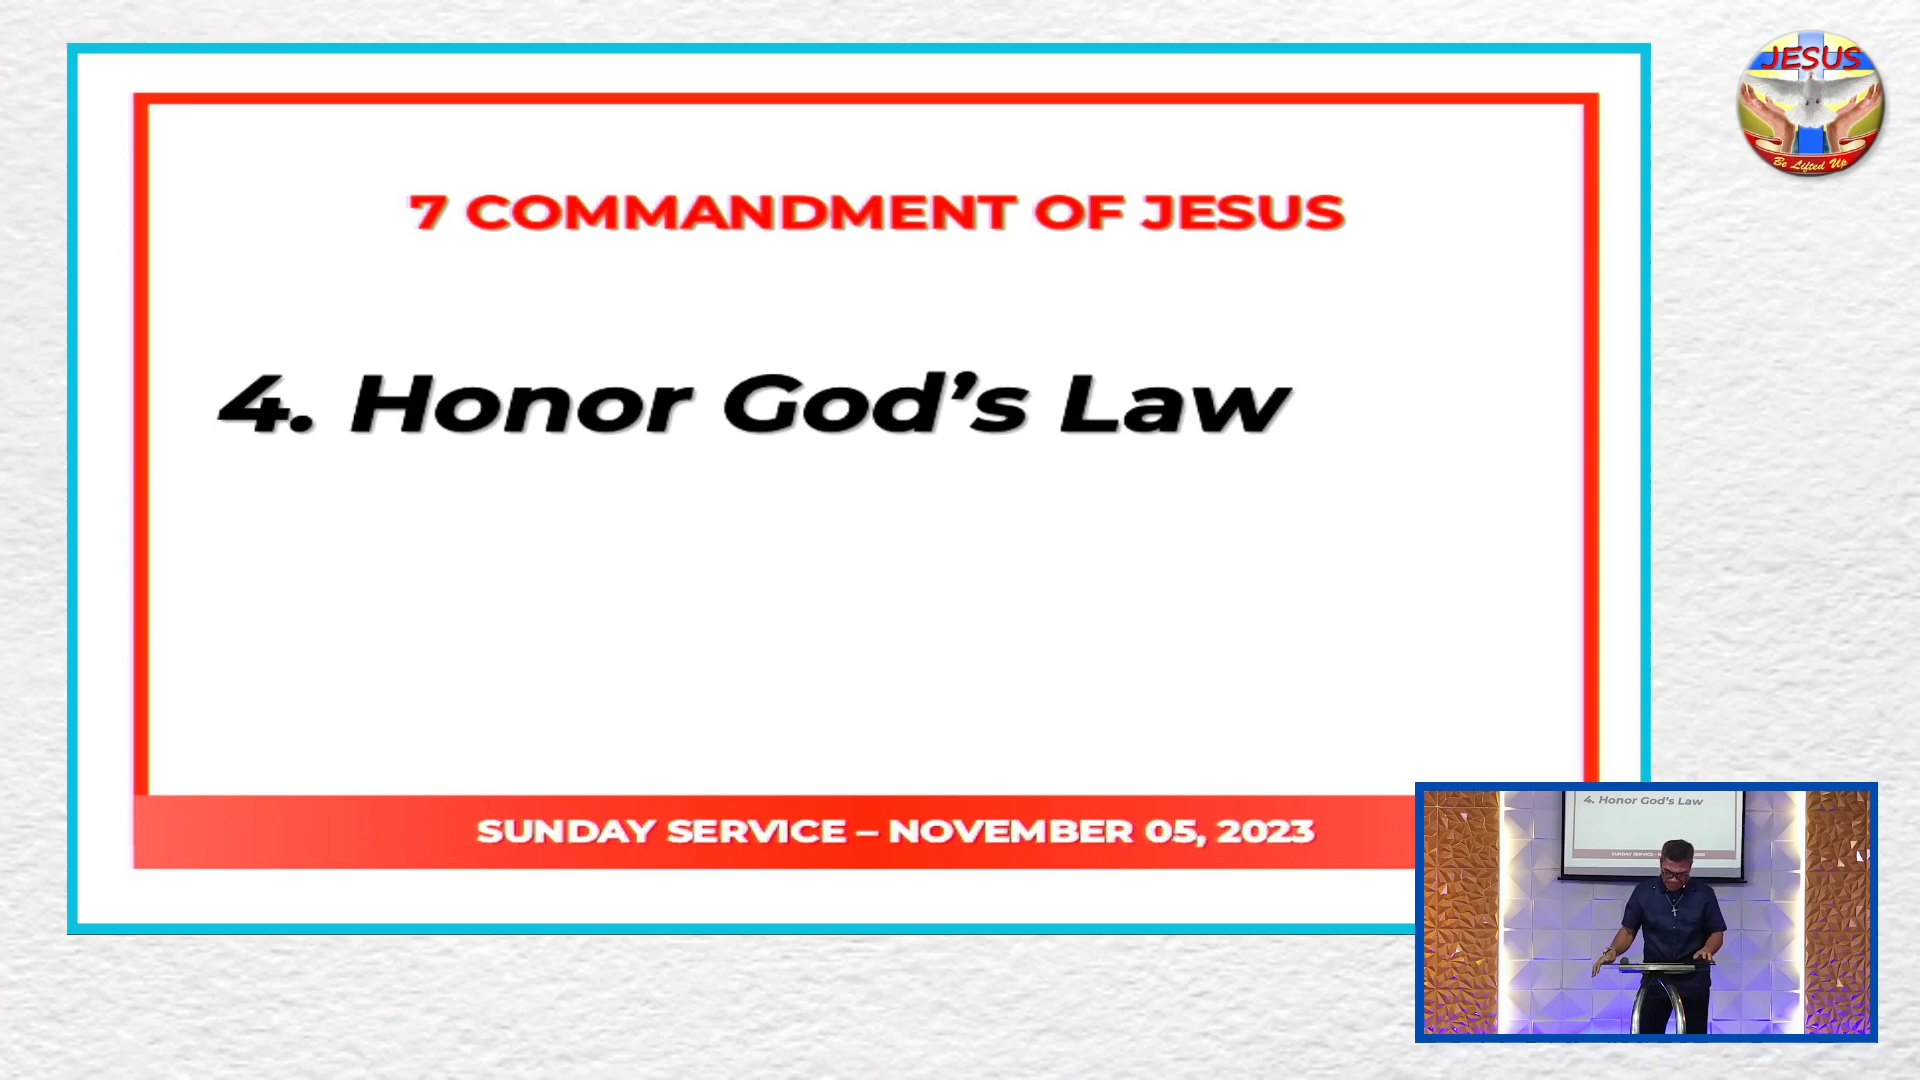 JESUS
Be Lifted Up
7 COMMANDMENT OF JESUS
4. Honor God’s Law
SUNDAY SERVICE – NOVEMBER 05, 2023
4. Honor God's Law